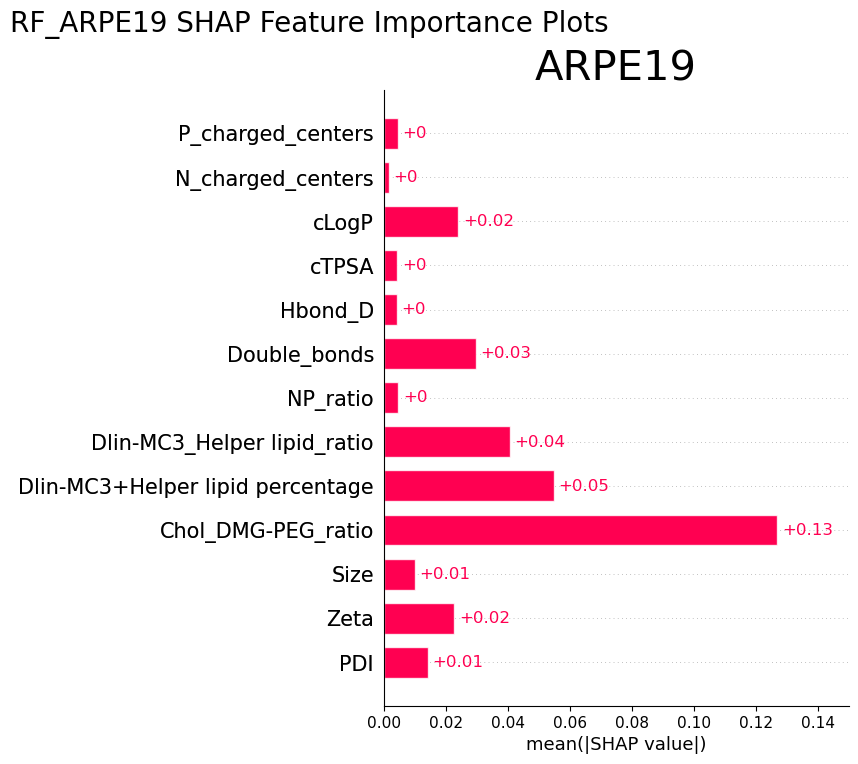 RF_ARPE19 SHAP Feature Importance Plots
ARPE19
P_charged_centers +0
N_charged_centers +0
cLogP +0.02
cTPSA +0
Hbond_D +0
Double_bonds +0.03
NP_ratio +0
Dlin-MC3_Helper lipid_ratio +0.04
Dlin-MC3+Helper lipid percentage +0.05
Chol_DMG-PEG_ratio +0.13
Size +0.01
Zeta +0.02
PDI +0.01
0.00 0.02 0.04 0.06 0.08 0.10 0.12 0.14
mean(|SHAP value|)